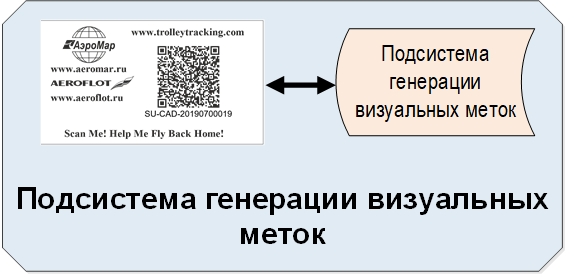 www.trolleytracking.com
АэроМар
www.aeromar.ru
AEROFLOT
www.aeroflot.ru
SU-CAD-20190700019
Scan Me! Help Me Fly Back Home!
Подсистема
генерации
визуальных меток
Подсистема генерации визуальных
меток